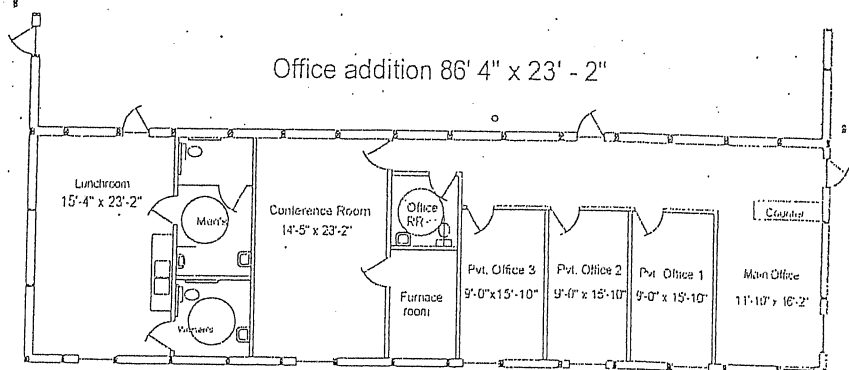 Office addition 86' 4" x 23' - 2"
Lunchroom
15'-4" x 23'-2"
Men's
Women's
Conference Room
14'-5" x 23'-2"
Office
RR
Furnace
room
Pvt. Office 3
9'-0"x15'-10"
Pvt. Office 2
9'-0" x 15'-10"
Pvt. Office 1
9'-0" x 15'-10"
Counter
Main Office
11'-10" x 16'-2"